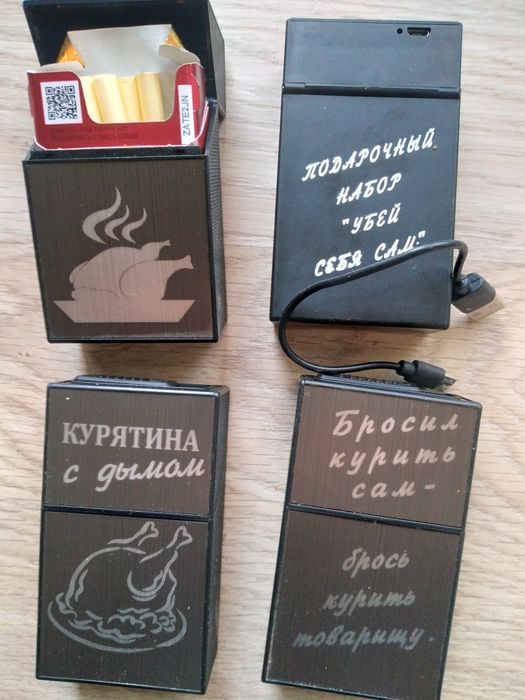 ZATE2JN
ПОДАРОЧНЫЙ
НАБОР
"УБЕЙ
СЕБЯ САМ."
КУРЯТИНА
с дымом
Бросил
курить
сам-
брось
курить
товарищу.